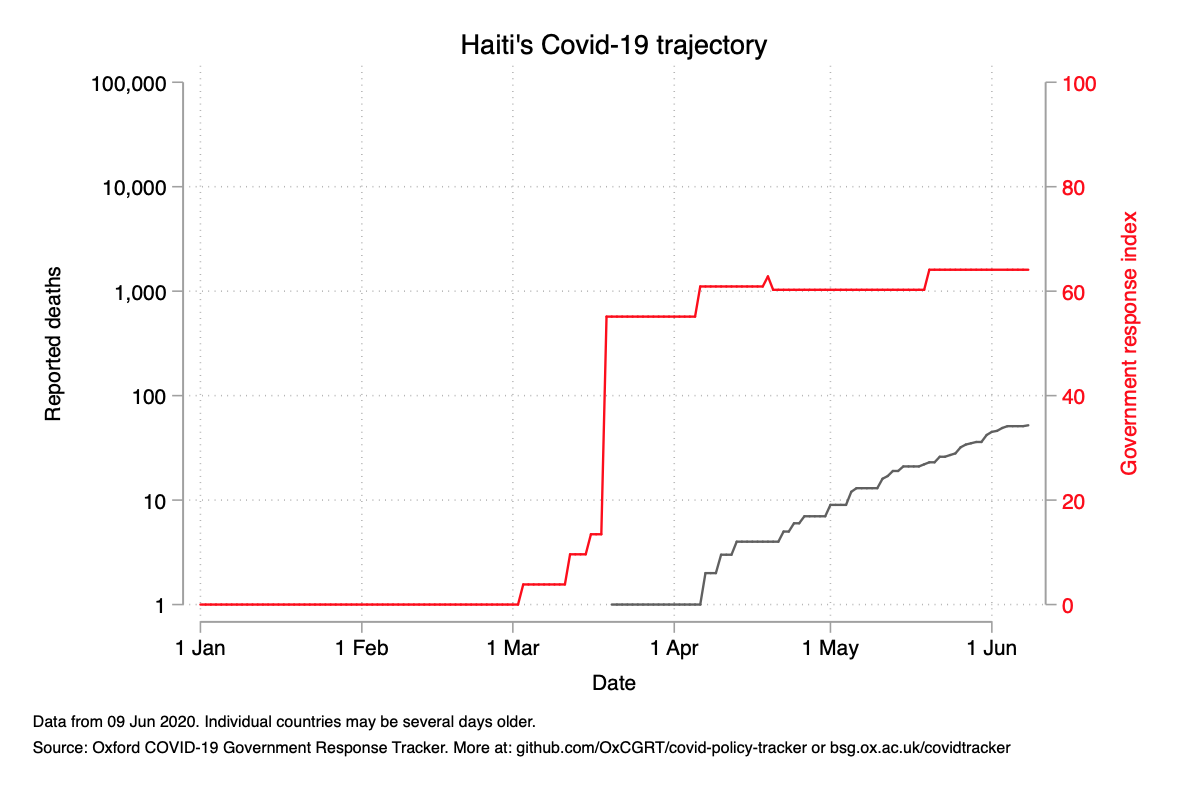 Haiti's Covid-19 trajectory
100,000
10,000
1,000
100
10
1
Reported deaths
100
80
60
40
20
0
Government response index
1 Jan 1 Feb 1 Mar 1 Apr 1 May 1 Jun
Date
Data from 09 Jun 2020. Individual countries may be several days older.
Source: Oxford COVID-19 Government Response Tracker. More at: github.com/OxCGRT/covid-policy-tracker or bsg.ox.ac.uk/covidtracker